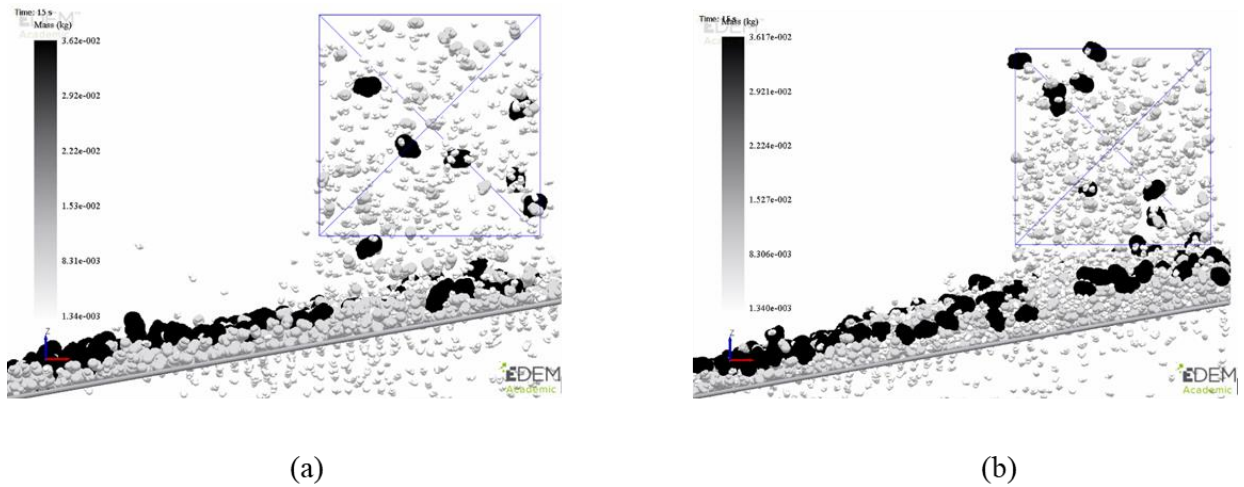 Time: 15 s
Mass (kg)
3.62e-002
2.92e-002
2.22e-002
1.53e-002
8.31e-003
1.34e-003
Z
EDEM
Academic
(a)
Mass (kg)
3.617e-002
2.921e-002
2.224e-002
1.527e-002
8.306e-003
1.340e-003
Z
EDEM
Academic
(b)